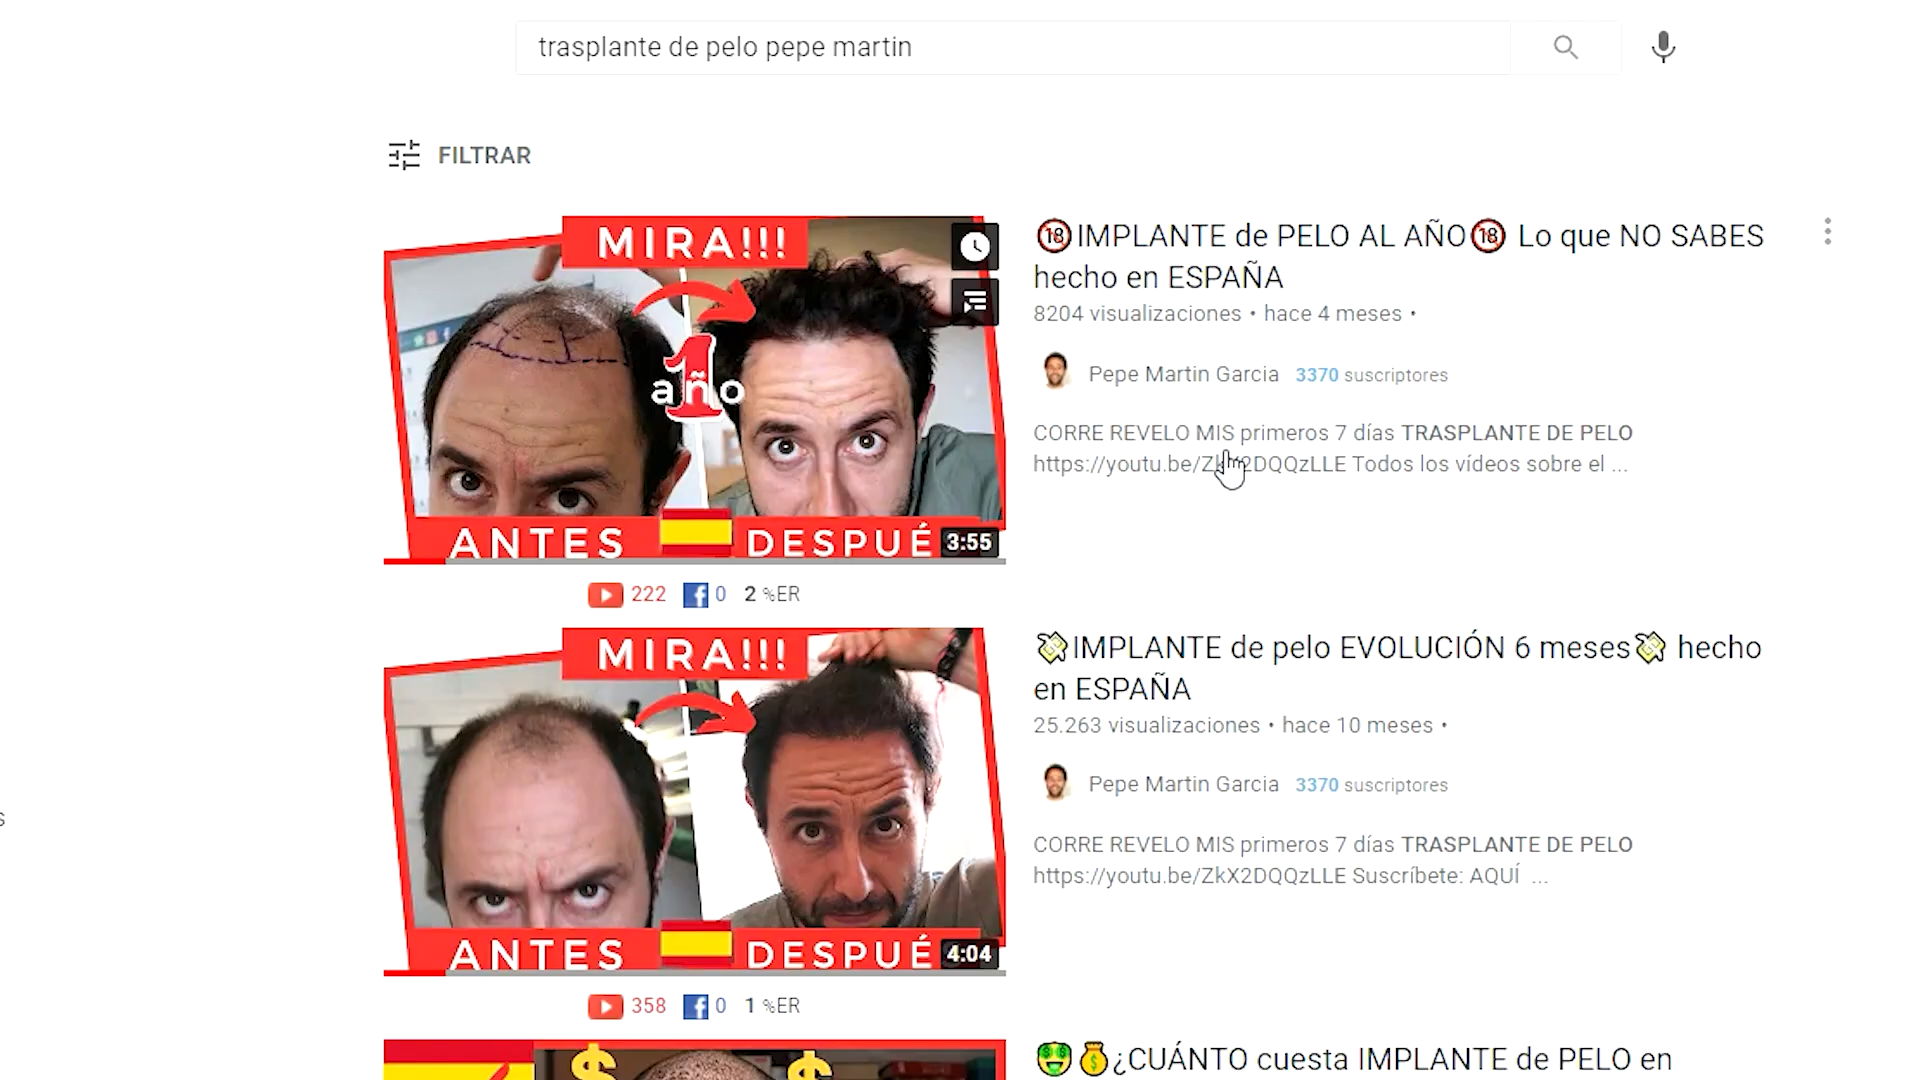 trasplante de pelo pepe martin
FILTRAR
MIRA!!!
1
año
ANTES
DESPUÉ
3:55
222 0 2 %ER
🔞IMPLANTE de PELO AL AÑO🔞 Lo que NO SABES
hecho en ESPAÑA
8204 visualizaciones • hace 4 meses •
Pepe Martin Garcia 3370 suscriptores
CORRE REVELO MIS primeros 7 días TRASPLANTE DE PELO
https://youtu.be/ZkX2DQQzLLE Todos los vídeos sobre el ...
MIRA!!!
ANTES
DESPUÉ
4:04
358 0 1 %ER
💸IMPLANTE de pelo EVOLUCIÓN 6 meses💸 hecho
en ESPAÑA
25.263 visualizaciones • hace 10 meses •
Pepe Martin Garcia 3370 suscriptores
CORRE REVELO MIS primeros 7 días TRASPLANTE DE PELO
https://youtu.be/ZkX2DQQzLLE Suscríbete: AQUÍ ...
s
$ $
🤑💰¿CUÁNTO cuesta IMPLANTE de PELO en